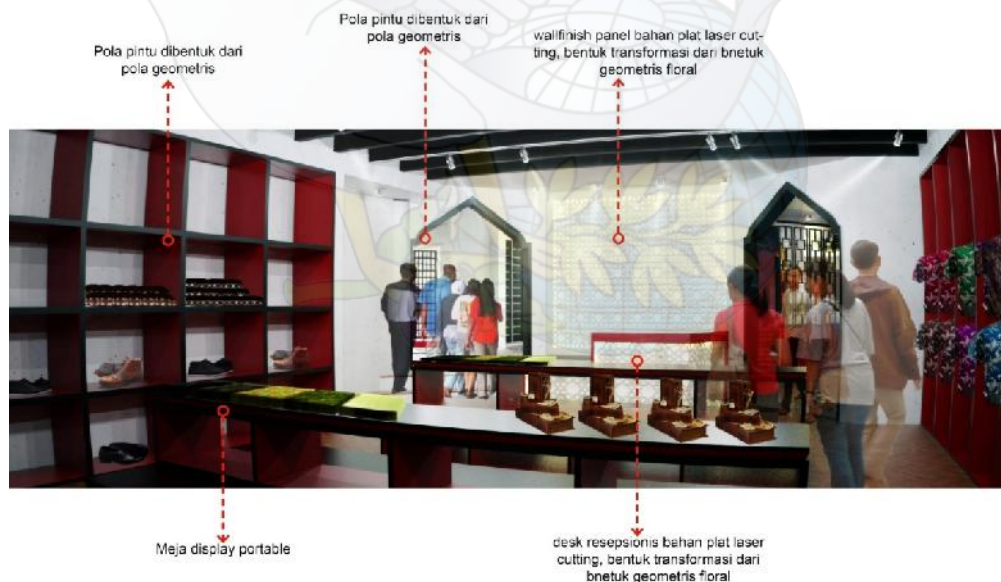 Pola pintu dibentuk dari
pola geometris
Pola pintu dibentuk dari
pola geometris
wallfinish panel bahan plat laser cut-
ting, bentuk transformasi dari bnetuk
geometris floral
Meja display portable
desk resepsionis bahan plat laser
cutting, bentuk transformasi dari
bnetuk geometris floral